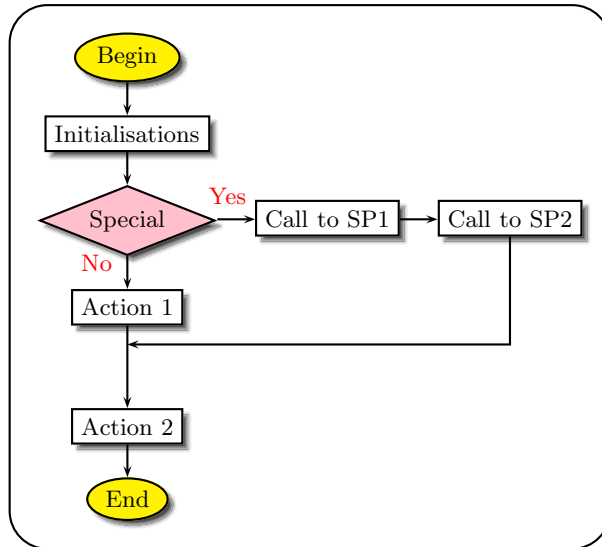 Begin
Initialisations
Special
Yes
Call to SP1
Call to SP2
No
Action 1
Action 2
End